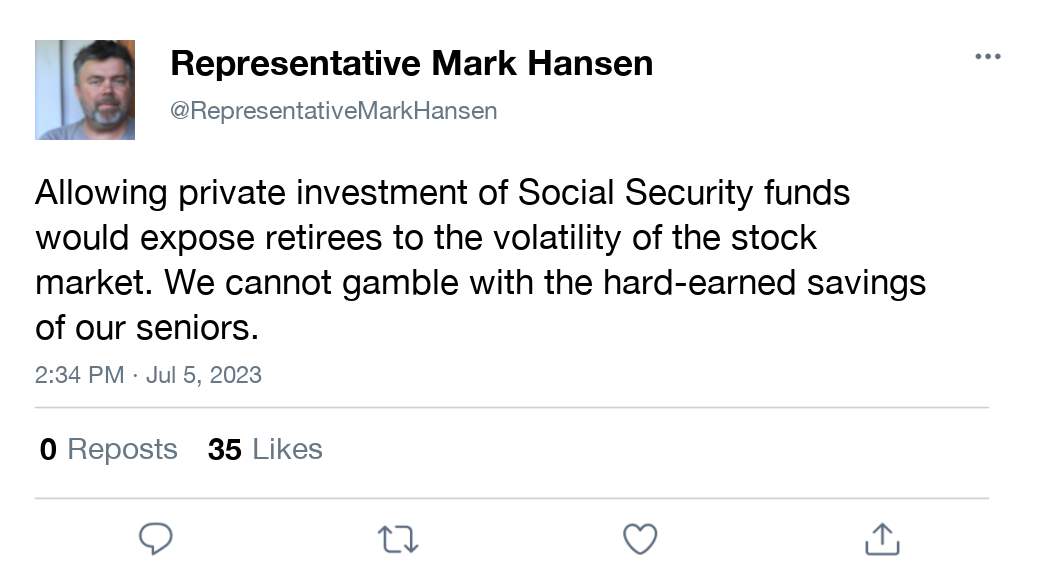 Representative Mark Hansen
@RepresentativeMarkHansen
Allowing private investment of Social Security funds
would expose retirees to the volatility of the stock
market. We cannot gamble with the hard-earned savings
of our seniors.
2:34 PM · Jul 5, 2023
0 Reposts 35 Likes